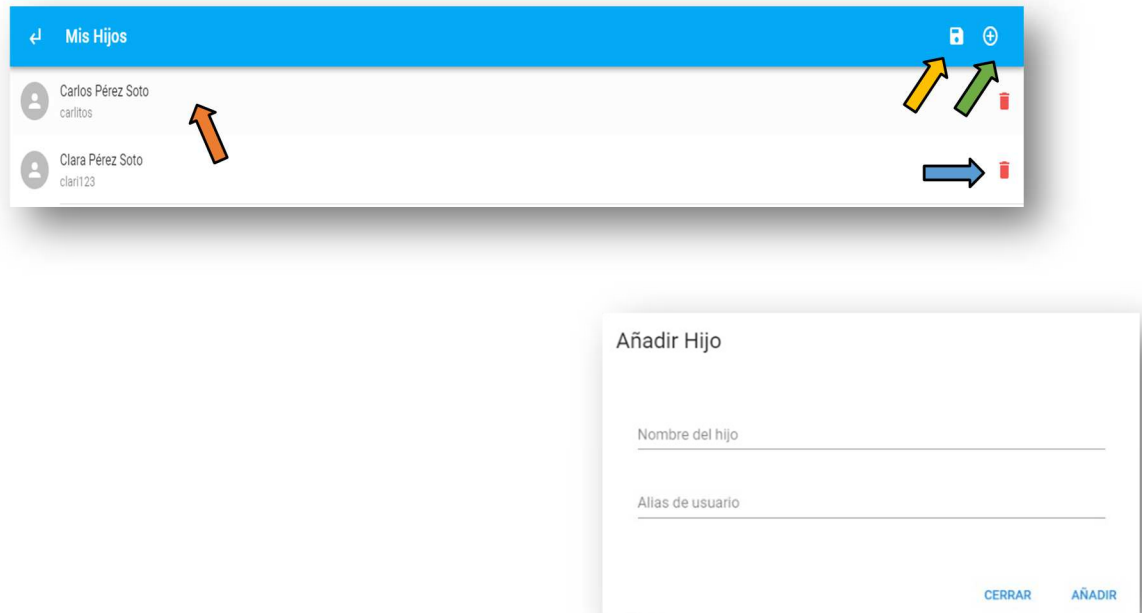 Mis Hijos
Carlos Pérez Soto
carlitos
Clara Pérez Soto
clari123
Añadir Hijo
Nombre del hijo
Alias de usuario
CERRAR AÑADIR